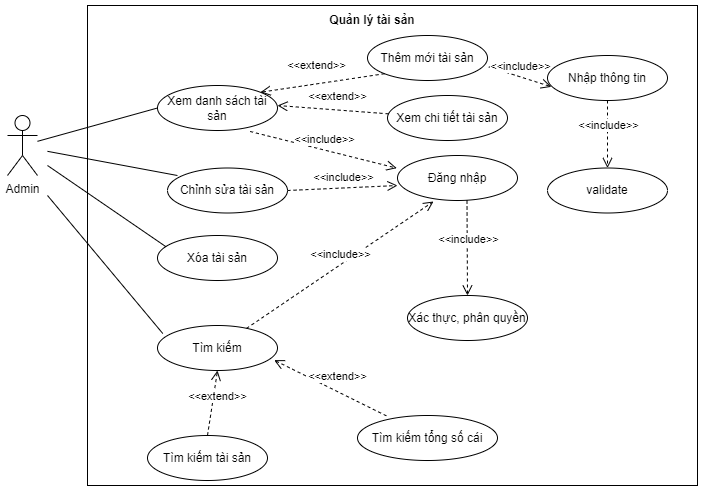 Quản lý tài sản
Thêm mới tài sản
<<extend>>
<<include>>
Nhập thông tin
Xem danh sách tài
sản
<<extend>>
Xem chi tiết tài sản
<<include>>
<<include>>
Admin
Chỉnh sửa tài sản
<<include>>
Đăng nhập
validate
Xóa tài sản
<<include>>
<<include>>
Xác thực, phân quyền
Tìm kiếm
<<extend>>
<<extend>>
Tìm kiếm tổng số cái
Tìm kiếm tài sản